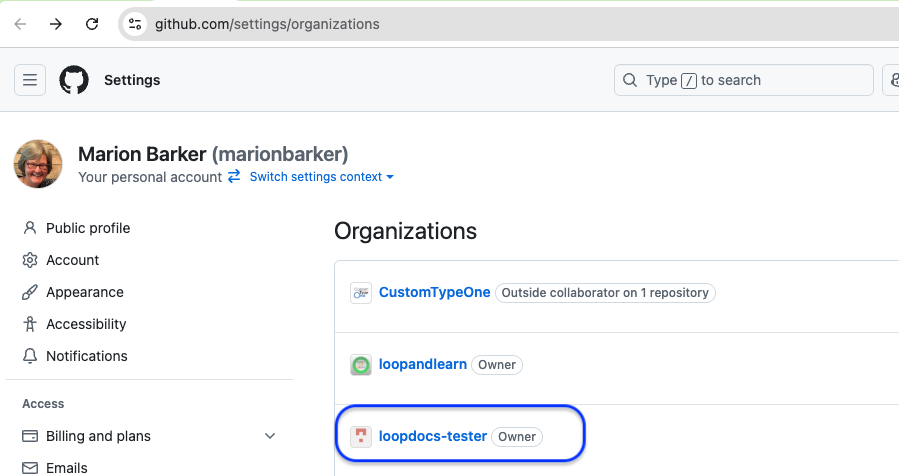 github.com/settings/organizations
Settings
Type / to search
Marion Barker (marionbarker)
Your personal account Switch settings context
Public profile
Account
Appearance
Accessibility
Notifications
Access
Billing and plans
Emails
Organizations
CustomTypeOne Outside collaborator on 1 repository
loopandlearn Owner
loopdocs-tester Owner